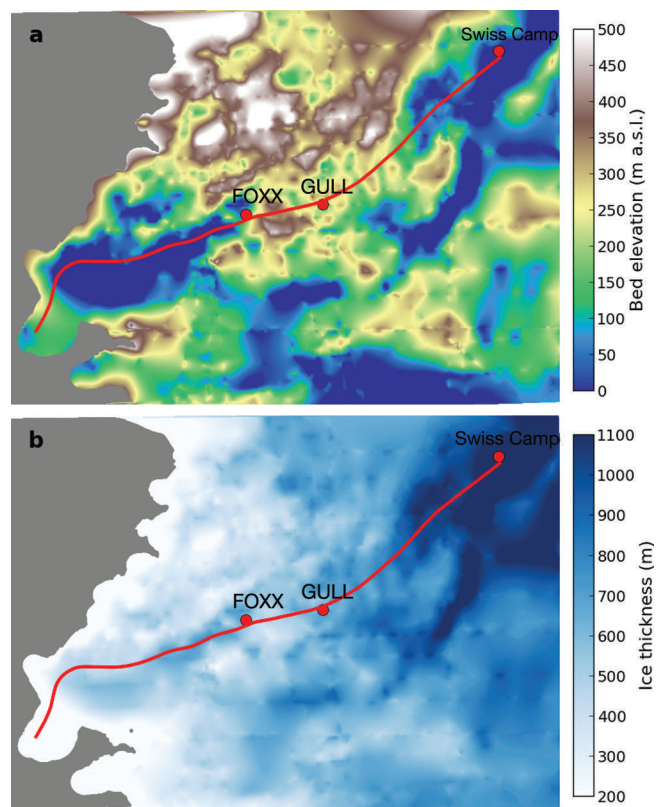 a
Swiss Camp
FOXX
GULL
500
450
400
350
300
250
200
150
100
50
0
Bed elevation (m a.s.l.)
b
Swiss Camp
FOXX
GULL
1100
1000
900
800
700
600
500
400
300
200
Ice thickness (m)